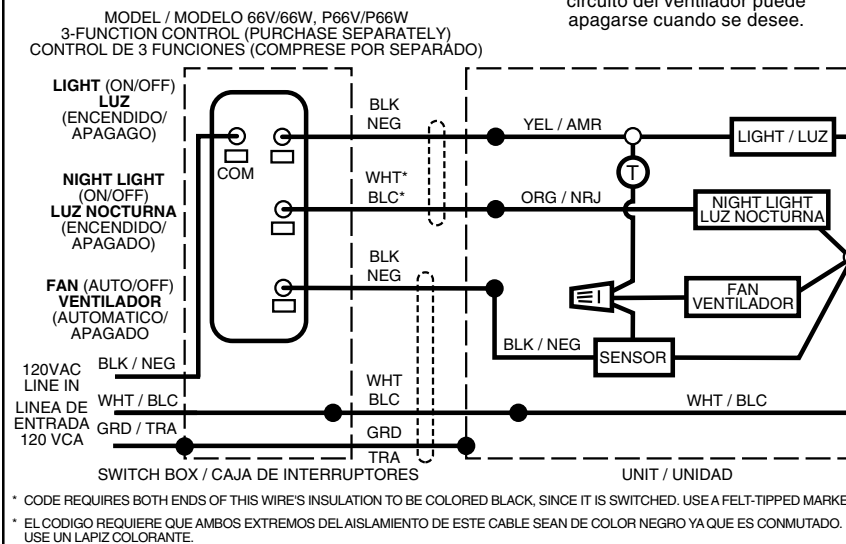 circuito del ventilador puede
apagarse cuando se desee.
MODEL / MODELO 66V/66W, P66V/P66W
3-FUNCTION CONTROL (PURCHASE SEPARATELY)
CONTROL DE 3 FUNCIONES (COMPRESE POR SEPARADO)
LIGHT (ON/OFF)
LUZ
(ENCENDIDO/
APAGAGO)
NIGHT LIGHT
(ON/OFF)
LUZ NOCTURNA
(ENCENDIDO/
APAGADO)
FAN (AUTO/OFF)
VENTILADOR
(AUTOMATICO/
APAGADO
COM
BLK
NEG
WHT*
BLC*
BLK
NEG
YEL / AMR
T
LIGHT / LUZ
ORG / NRJ
NIGHT LIGHT
LUZ NOCTURNA
FAN
VENTILADOR
BLK / NEG
SENSOR
120VAC
LINE IN
LINEA DE
ENTRADA
120 VCA
BLK / NEG
WHT / BLC
GRD / TRA
WHT
BLC
GRD
TRA
WHT / BLC
SWITCH BOX / CAJA DE INTERRUPTORES
UNIT / UNIDAD
* CODE REQUIRES BOTH ENDS OF THIS WIRE'S INSULATION TO BE COLORED BLACK, SINCE IT IS SWITCHED. USE A FELT-TIPPED MARKE
* EL CODIGO REQUIERE QUE AMBOS EXTREMOS DEL AISLAMIENTO DE ESTE CABLE SEAN DE COLOR NEGRO YA QUE ES CONMUTADO.
USE UN LAPIZ COLORANTE.